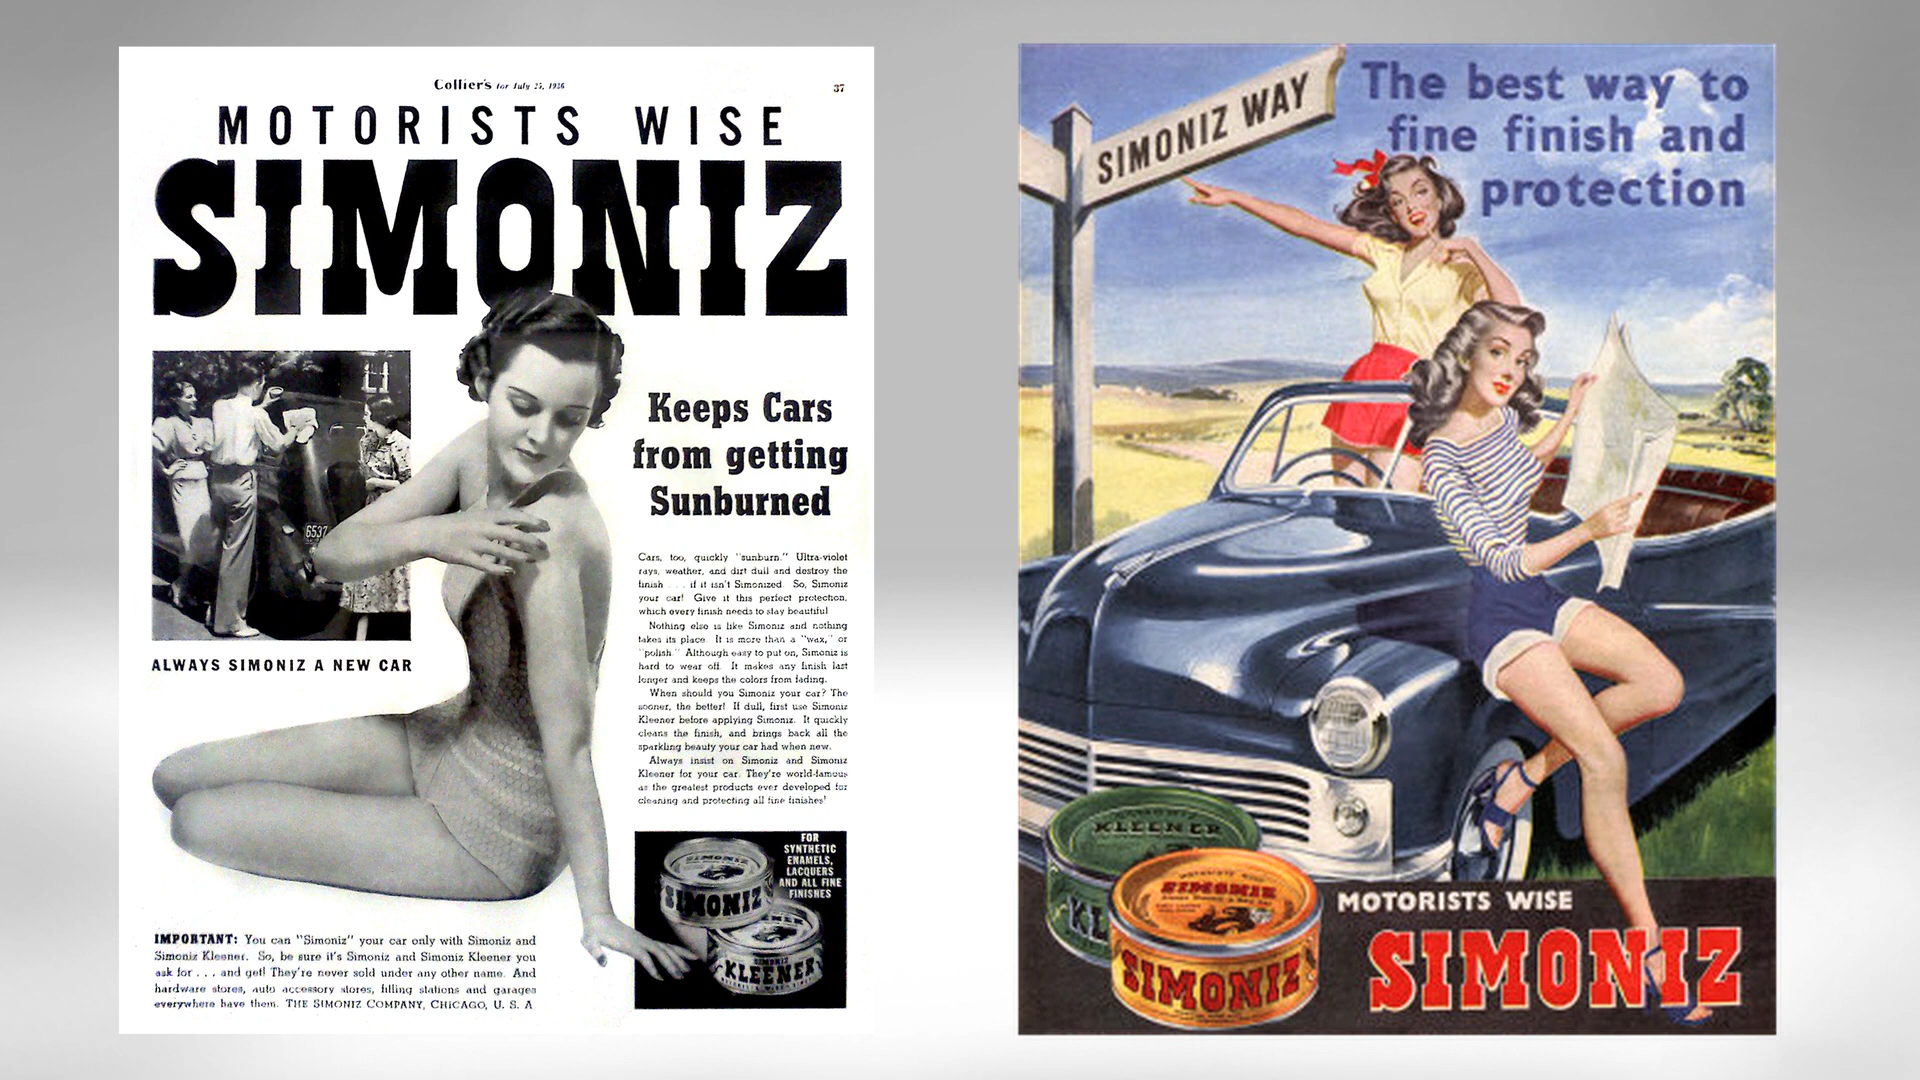 Collier's for July 25, 1936
37
MOTORISTS WISE
SIMONIZ
ALWAYS SIMONIZ A NEW CAR
6537
Keeps Cars
from getting
Sunburned
Cars, too, quickly "sunburn." Ultra-violet
rays, weather, and dirt dull and destroy the
finish . . . if it isn't Simonized. So, Simoniz
your car! Give it this perfect protection,
which every finish needs to stay beautiful
Nothing else is like Simoniz and nothing
takes its place. It is more than a "wax," or
"polish." Although easy to put on, Simoniz is
hard to wear off. It makes any finish last
longer and keeps the colors from fading.
When should you Simoniz your car? The
sooner, the better! If dull, first use Simoniz
Kleener before applying Simoniz. It quickly
cleans the finish, and brings back all the
sparkling beauty your car had when new.
Always insist on Simoniz and Simoniz
Kleener for your car. They're world-famous
as the greatest products ever developed for
cleaning and protecting all fine finishes!
FOR
SYNTHETIC
ENAMELS,
LACQUERS
AND ALL FINE
FINISHES
SIMONIZ
SIMONIZ
SIMONIZ
KLEENER
IMPORTANT: You can "Simoniz" your car only with Simoniz and
Simoniz Kleener. So, be sure it's Simoniz and Simoniz Kleener you
ask for . . . and get! They're never sold under any other name. And
hardware stores, auto accessory stores, filling stations and garages
everywhere have them. THE SIMONIZ COMPANY, CHICAGO, U. S. A
SIMONIZ WAY
The best way to
fine finish and
protection
KLEENER
KL
SIMONIZ
MOTORISTS WISE
SIMONIZ